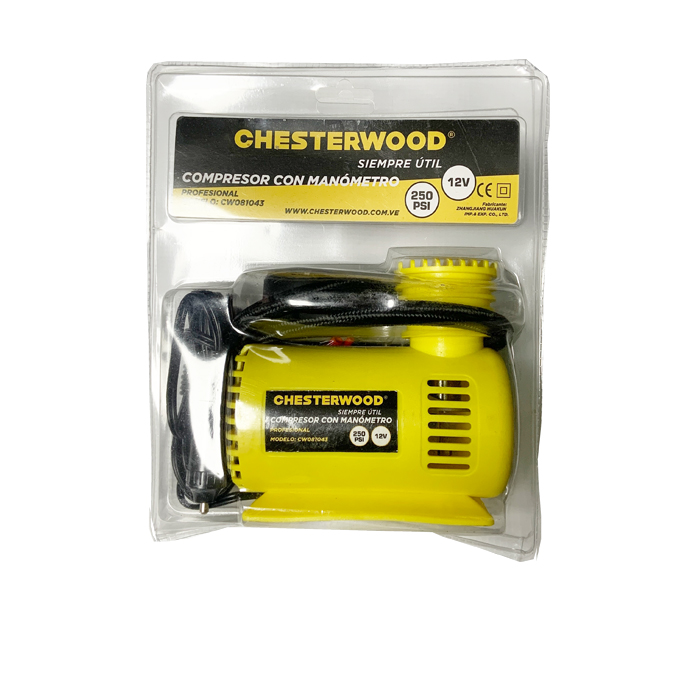 CHESTERWOOD®
SIEMPRE ÚTIL
COMPRESOR CON MANÓMETRO
PROFESIONAL
MODELO: CW081043
250 PSI
12V
CE
Fabricante:
ZHANGJIANG HUAKUN
IMP.& EXP. CO., LTD.
WWW.CHESTERWOOD.COM.VE
CHESTERWOOD®
SIEMPRE ÚTIL
COMPRESOR CON MANÓMETRO
PROFESIONAL
MODELO: CW081043
250 PSI
12V